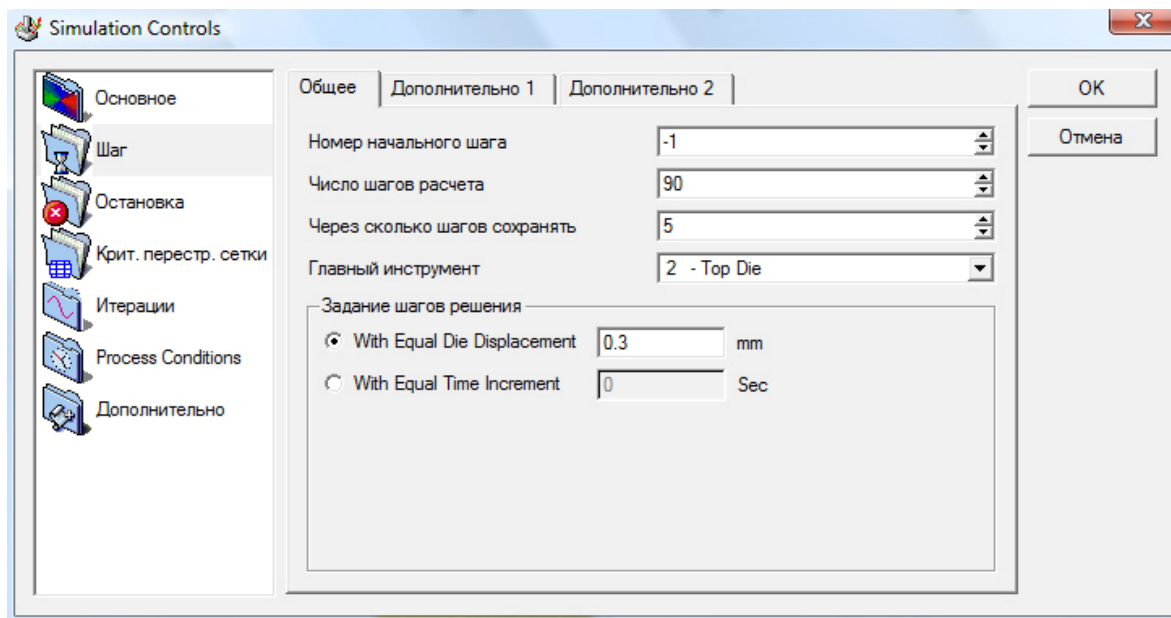 Simulation Controls
Основное
Шаг
Остановка
Крит. перестр. сетки
Итерации
Process Conditions
Дополнительно
Общее
Дополнительно 1
Дополнительно 2
Номер начального шага
-1
Число шагов расчета
90
Через сколько шагов сохранять
5
Главный инструмент
2 - Top Die
Задание шагов решения
With Equal Die Displacement
0.3
mm
With Equal Time Increment
0
Sec
OK
Отмена